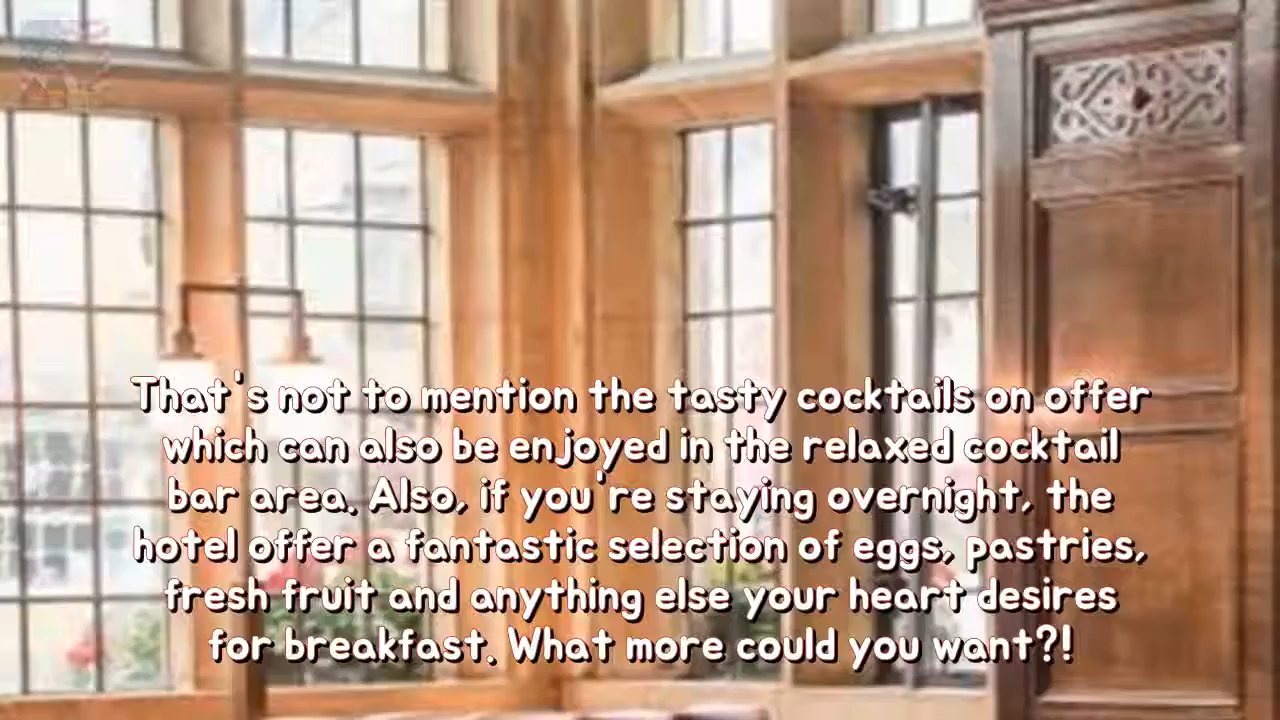 That's not to mention the tasty cocktails on offer
which can also be enjoyed in the relaxed cocktail
bar area. Also, if you're staying overnight, the
hotel offer a fantastic selection of eggs, pastries,
fresh fruit and anything else your heart desires
for breakfast. What more could you want?!